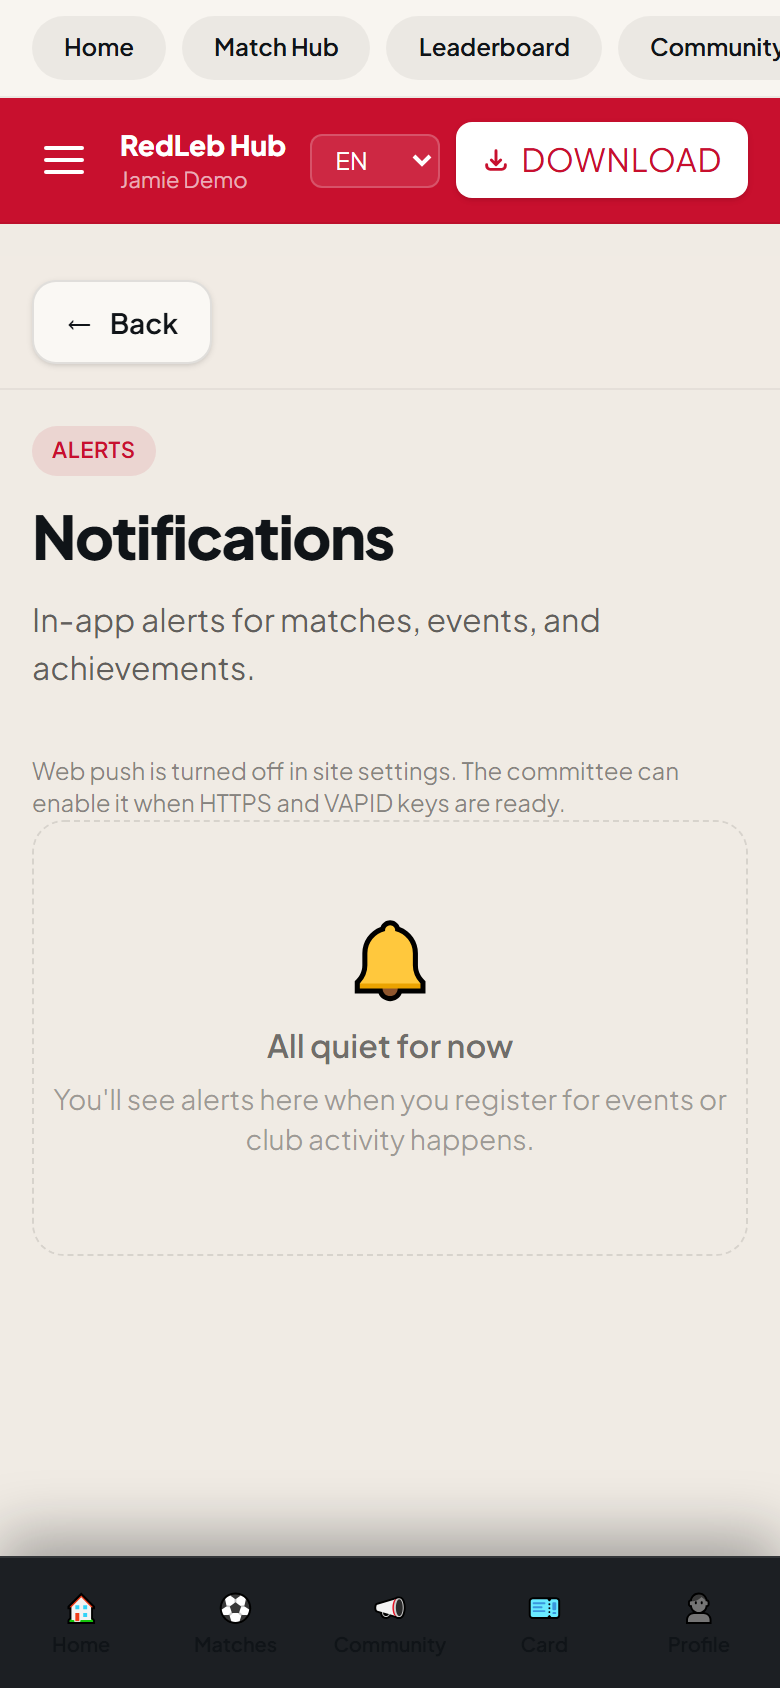 Home Match Hub Leaderboard Community
RedLeb Hub
Jamie Demo
EN
DOWNLOAD
← Back
ALERTS
Notifications
In-app alerts for matches, events, and
achievements.
Web push is turned off in site settings. The committee can
enable it when HTTPS and VAPID keys are ready.
All quiet for now
You'll see alerts here when you register for events or
club activity happens.
Home Matches Community Card Profile